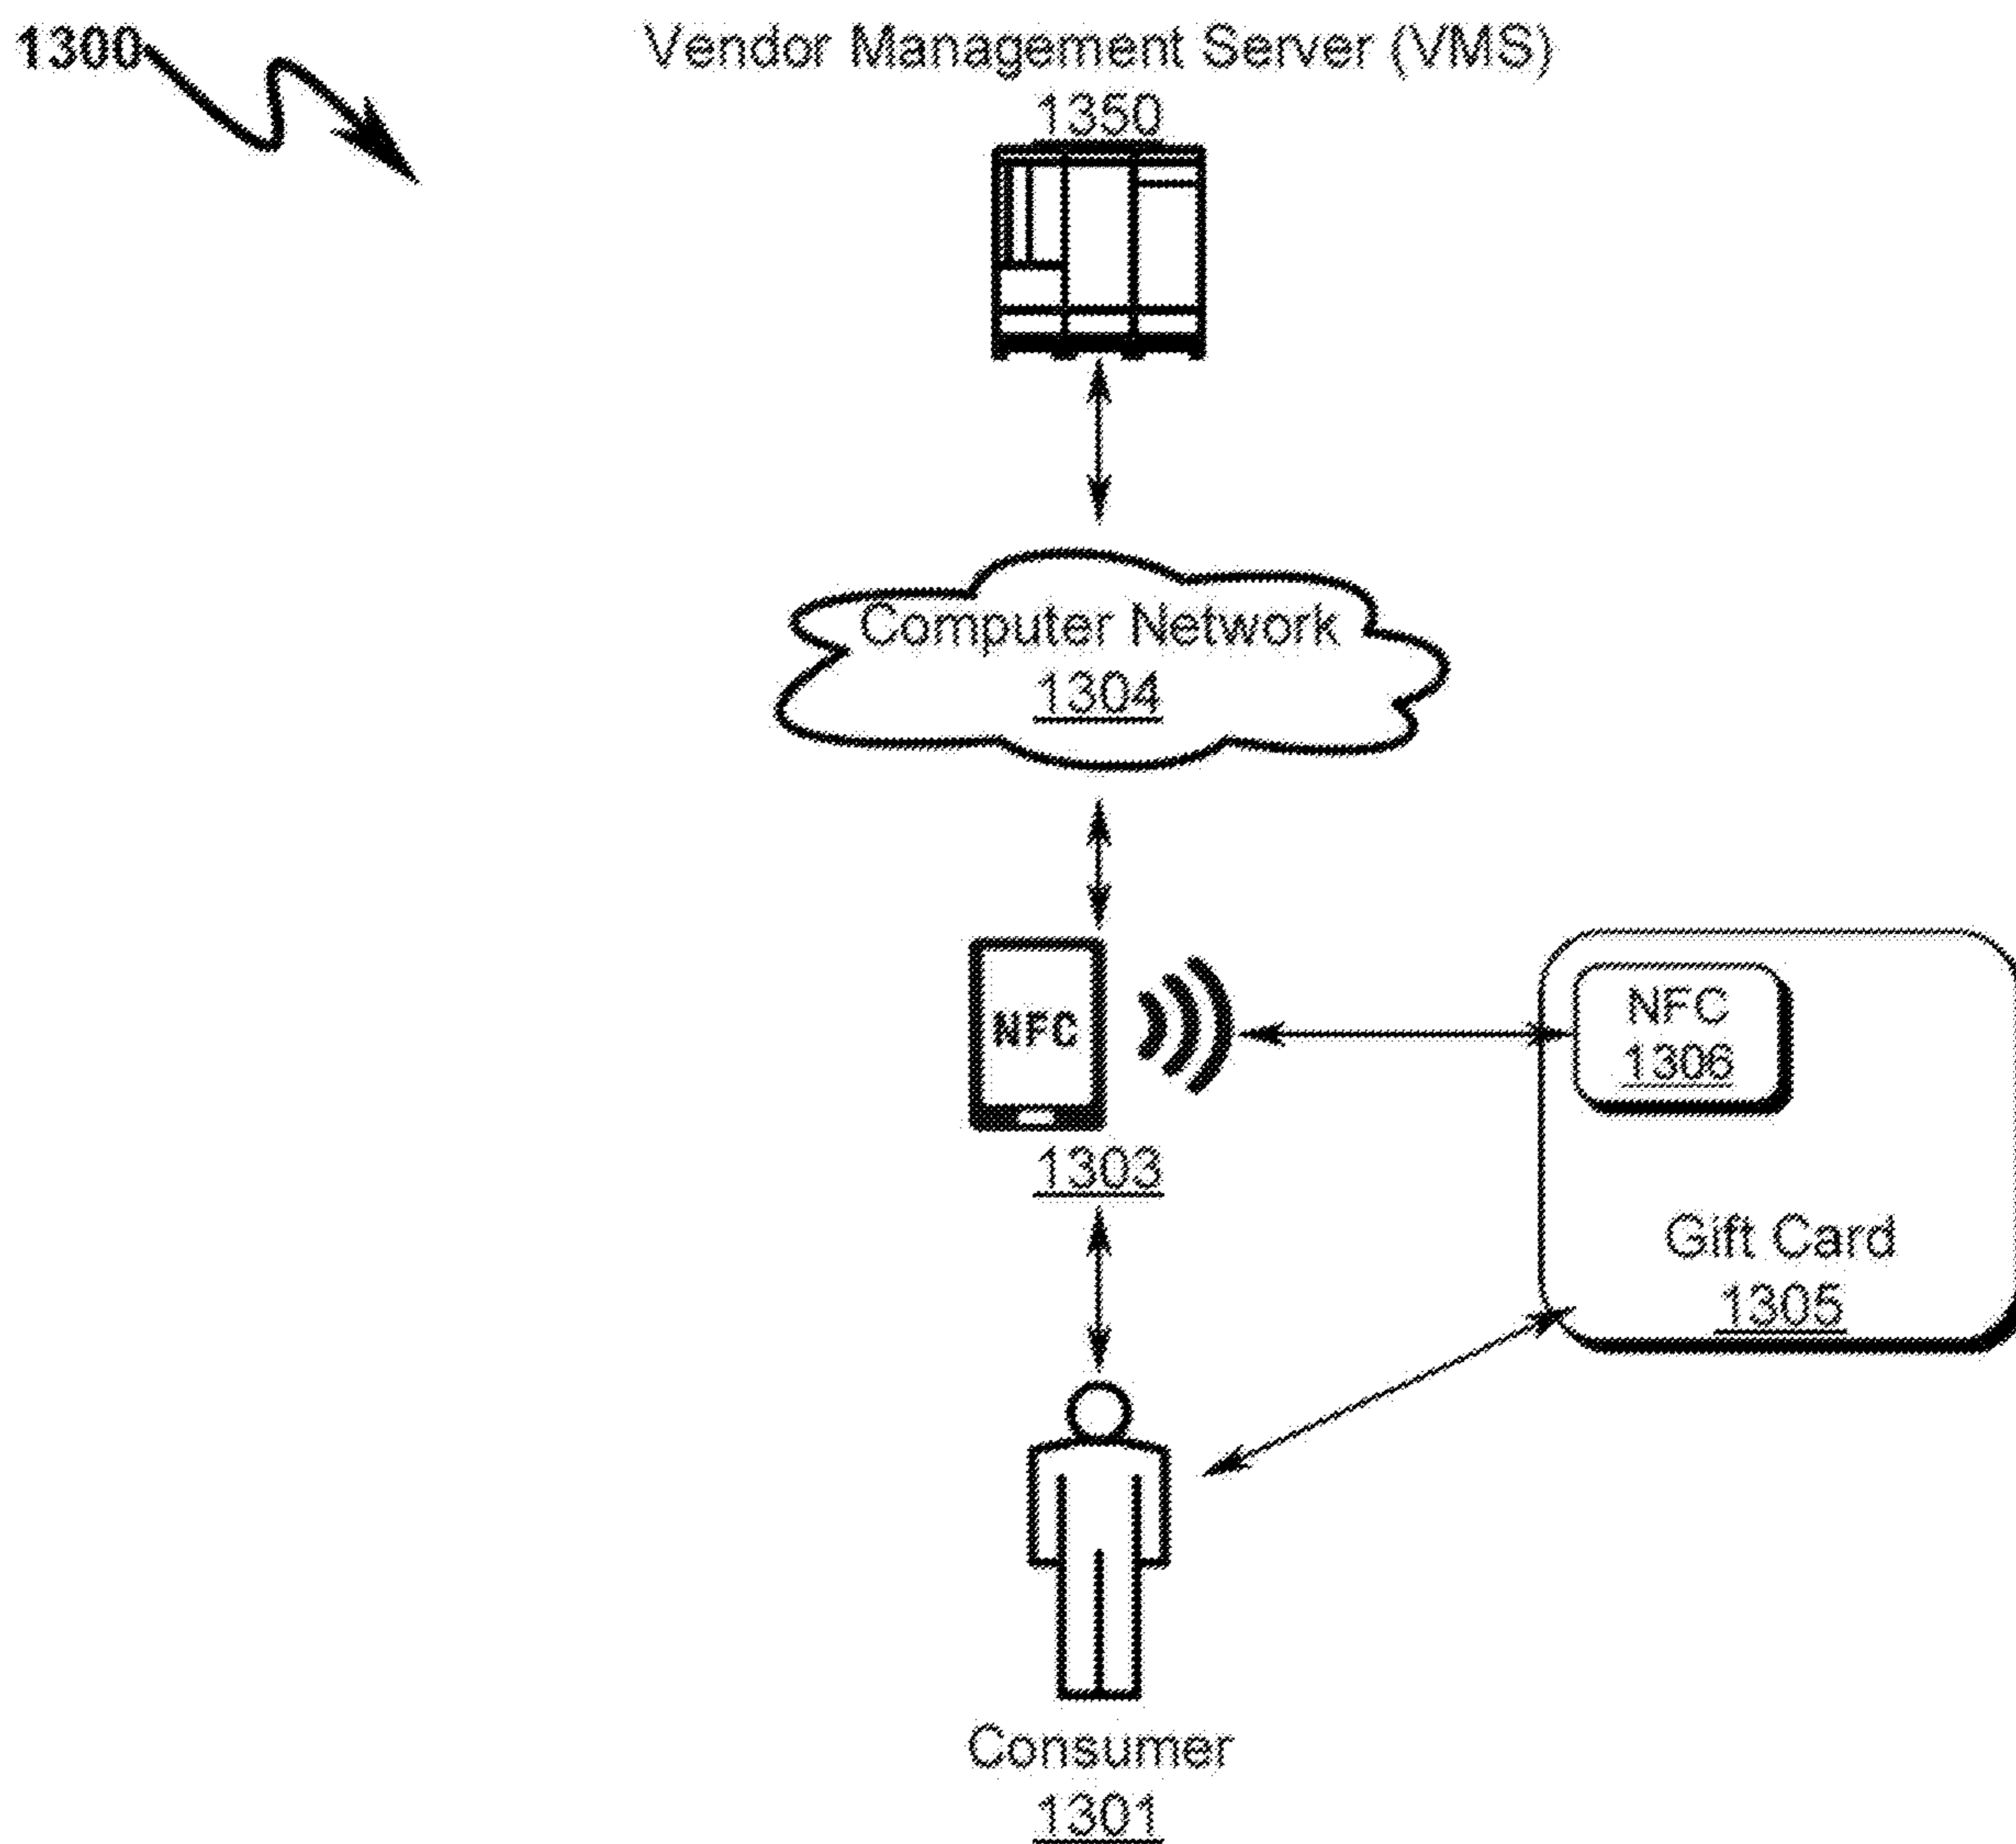 1300
Vendor Management Server (VMS)
1350
Computer Network
1304
NFC
1303
NFC
1306
Gift Card
1305
Consumer
1301